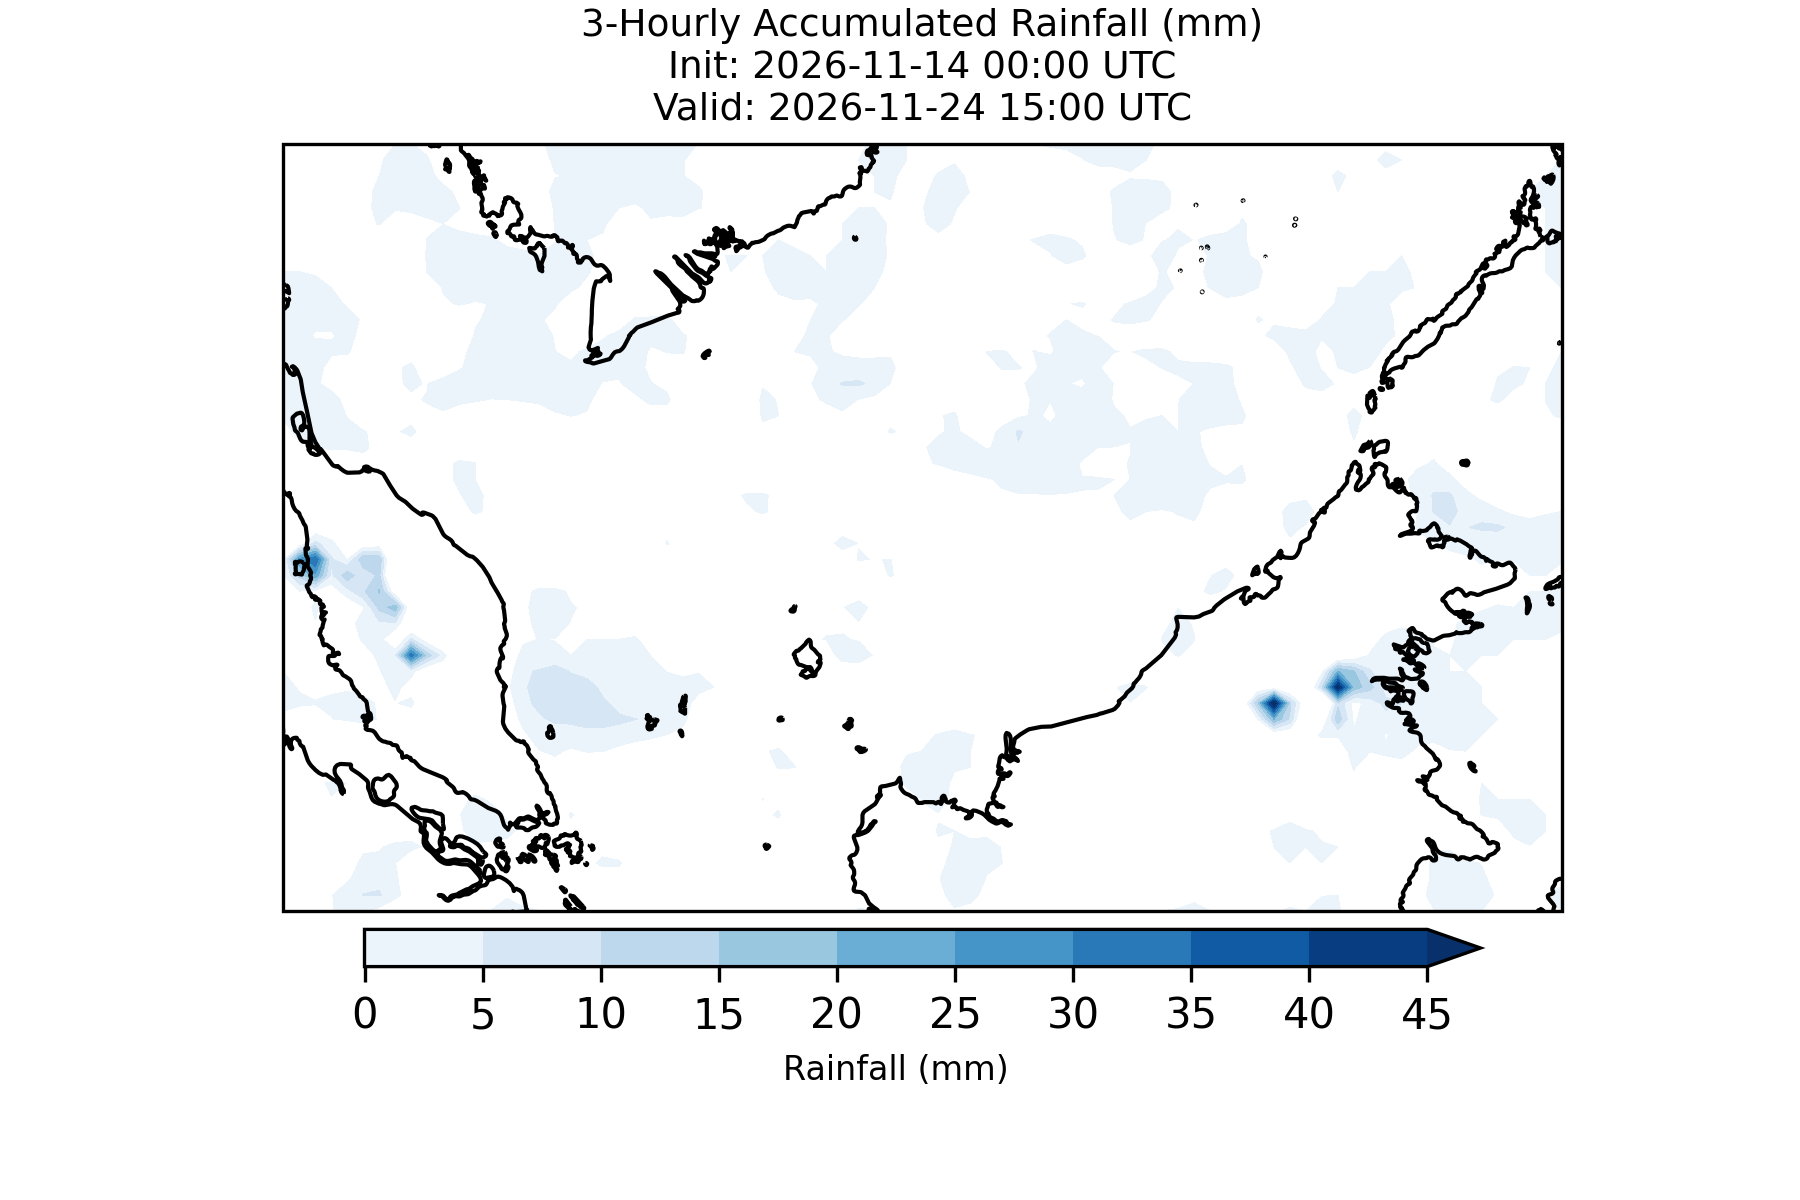 3-Hourly Accumulated Rainfall (mm)
Init: 2026-11-14 00:00 UTC
Valid: 2026-11-24 15:00 UTC
0 5 10 15 20 25 30 35 40 45
Rainfall (mm)